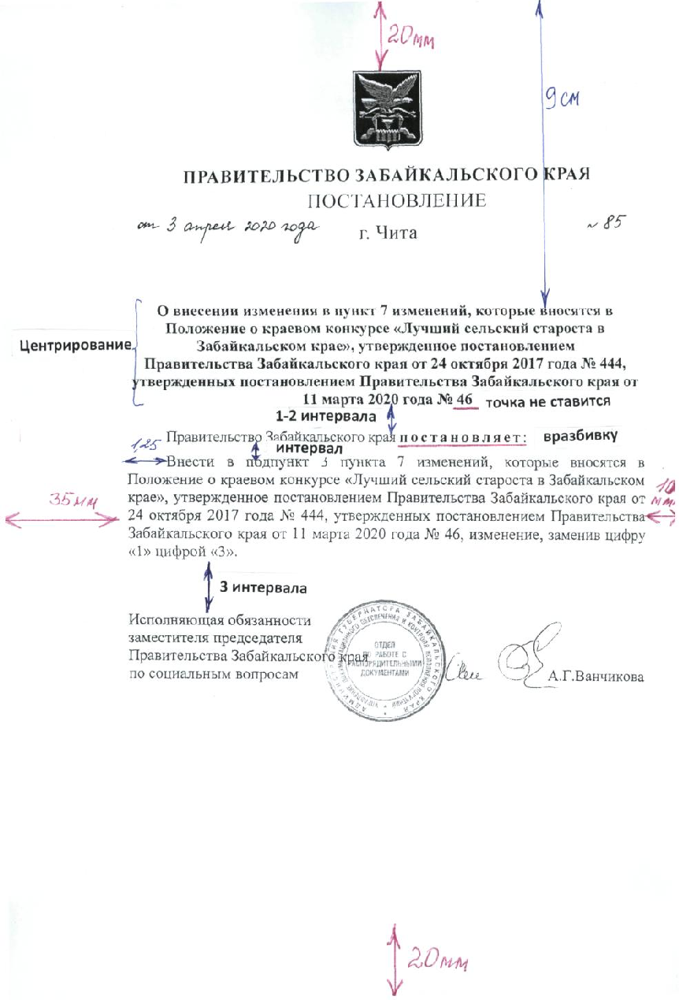 20мм
9см
ПРАВИТЕЛЬСТВО ЗАБАЙКАЛЬСКОГО КРАЯ
ПОСТАНОВЛЕНИЕ
от 3 апреля 2020 года г. Чита № 85
О внесении изменения в пункт 7 изменений, которые вносятся в
Положение о краевом конкурсе «Лучший сельский староста в
Центрирование Забайкальском крае», утвержденное постановлением
Правительства Забайкальского края от 24 октября 2017 года № 444,
утвержденных постановлением Правительства Забайкальского края от
11 марта 2020 года № 46 точка не ставится
1-2 интервала
Правительство Забайкальского края п о с т а н о в л я е т : вразбивку
1,25 интервал
Внести в подпункт 3 пункта 7 изменений, которые вносятся в
Положение о краевом конкурсе «Лучший сельский староста в Забайкальском
крае», утвержденное постановлением Правительства Забайкальского края от
35мм 10 мм
24 октября 2017 года № 444, утвержденных постановлением Правительства
Забайкальского края от 11 марта 2020 года № 46, изменение, заменив цифру
«1» цифрой «3».
3 интервала
Исполняющая обязанности
заместителя председателя
Правительства Забайкальского края
по социальным вопросам А.Г.Ванчикова
АДМИНИСТРАЦИЯ ГУБЕРНАТОРА ЗАБАЙКАЛЬСКОГО КРАЯ
ОТДЕЛ
ПО РАБОТЕ С
РАСПОРЯДИТЕЛЬНЫМИ
ДОКУМЕНТАМИ
20мм